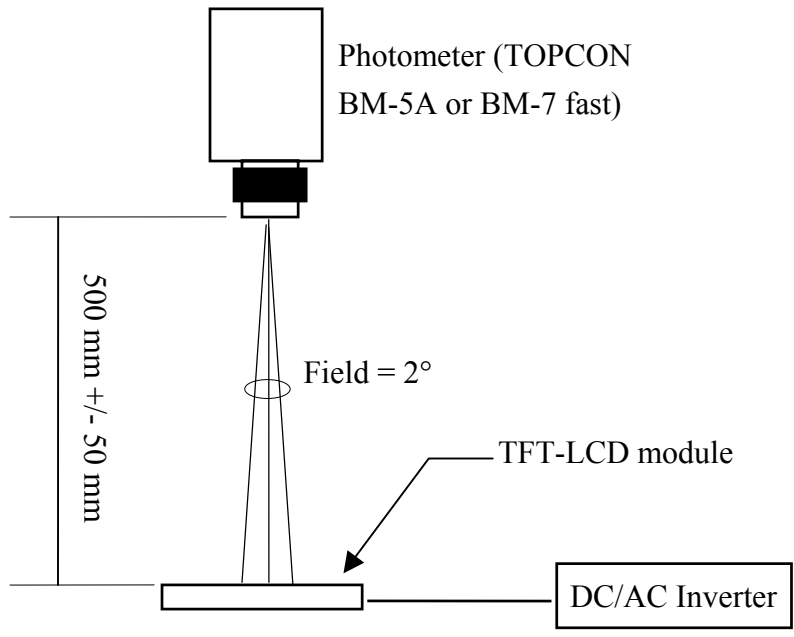 Photometer (TOPCON
BM-5A or BM-7 fast)
500 mm +/- 50 mm
Field = 2°
TFT-LCD module
DC/AC Inverter